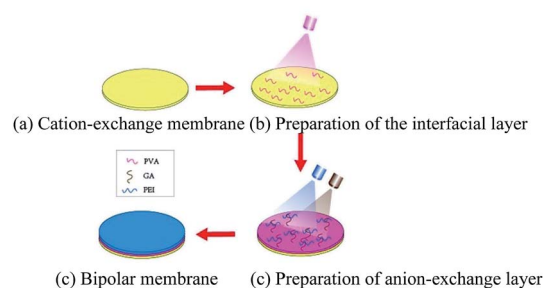 (a) Cation-exchange membrane (b) Preparation of the interfacial layer
PVA
GA
PEI
(c) Bipolar membrane (c) Preparation of anion-exchange layer